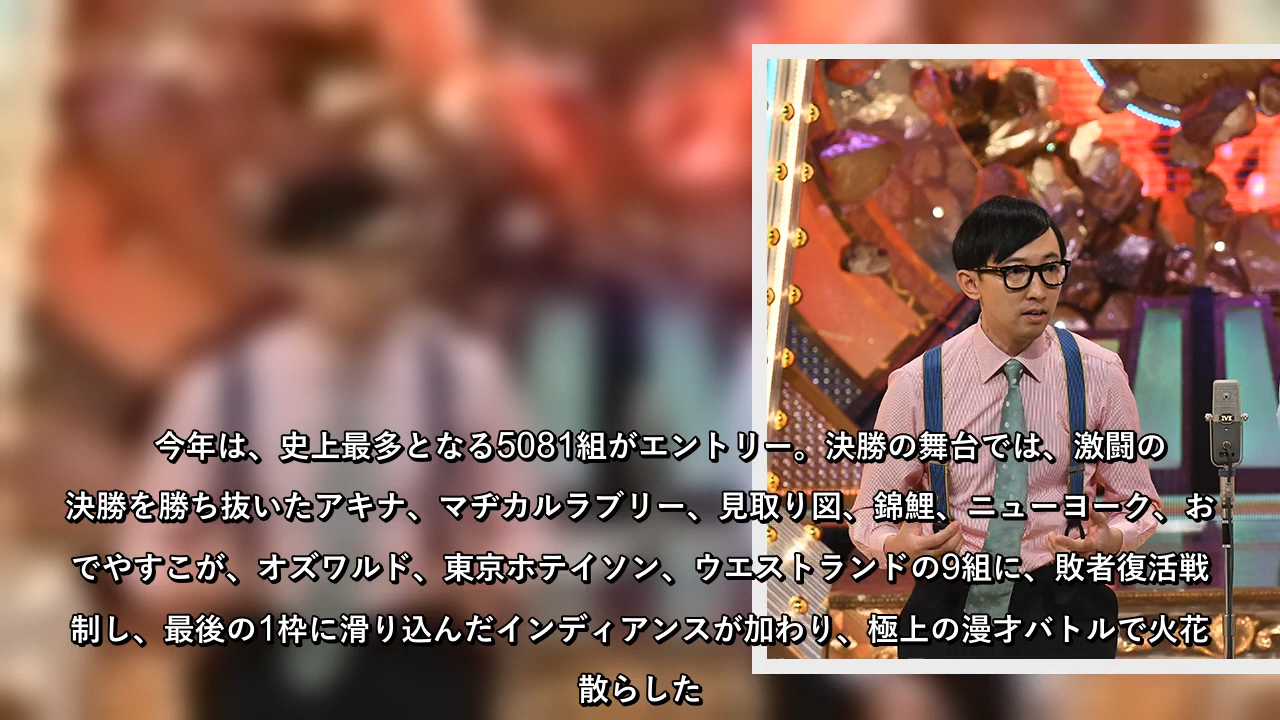 今年は、史上最多となる5081組がエントリー。決勝の舞台では、激闘の
決勝を勝ち抜いたアキナ、マヂカルラブリー、見取り図、錦鯉、ニューヨーク、お
でやすこが、オズワルド、東京ホテイソン、ウエストランドの9組に、敗者復活戦
制し、最後の1枠に滑り込んだインディアンスが加わり、極上の漫才バトルで火花
散らした